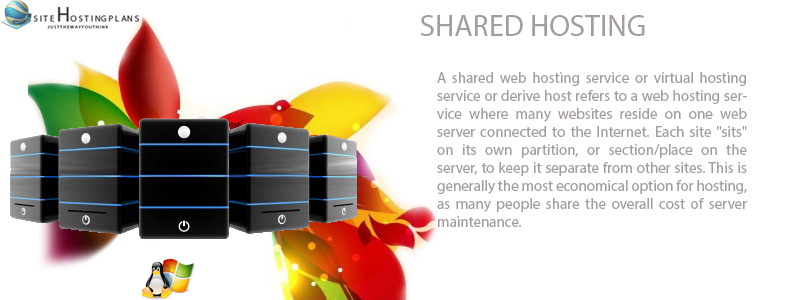 SITEHOSTINGPLANS
JUSTTHEWAYYOUTHINK
SHARED HOSTING
A shared web hosting service or virtual hosting
service or derive host refers to a web hosting ser-
vice where many websites reside on one web
server connected to the Internet. Each site "sits"
on its own partition, or section/place on the
server, to keep it separate from other sites. This is
generally the most economical option for hosting,
as many people share the overall cost of server
maintenance.